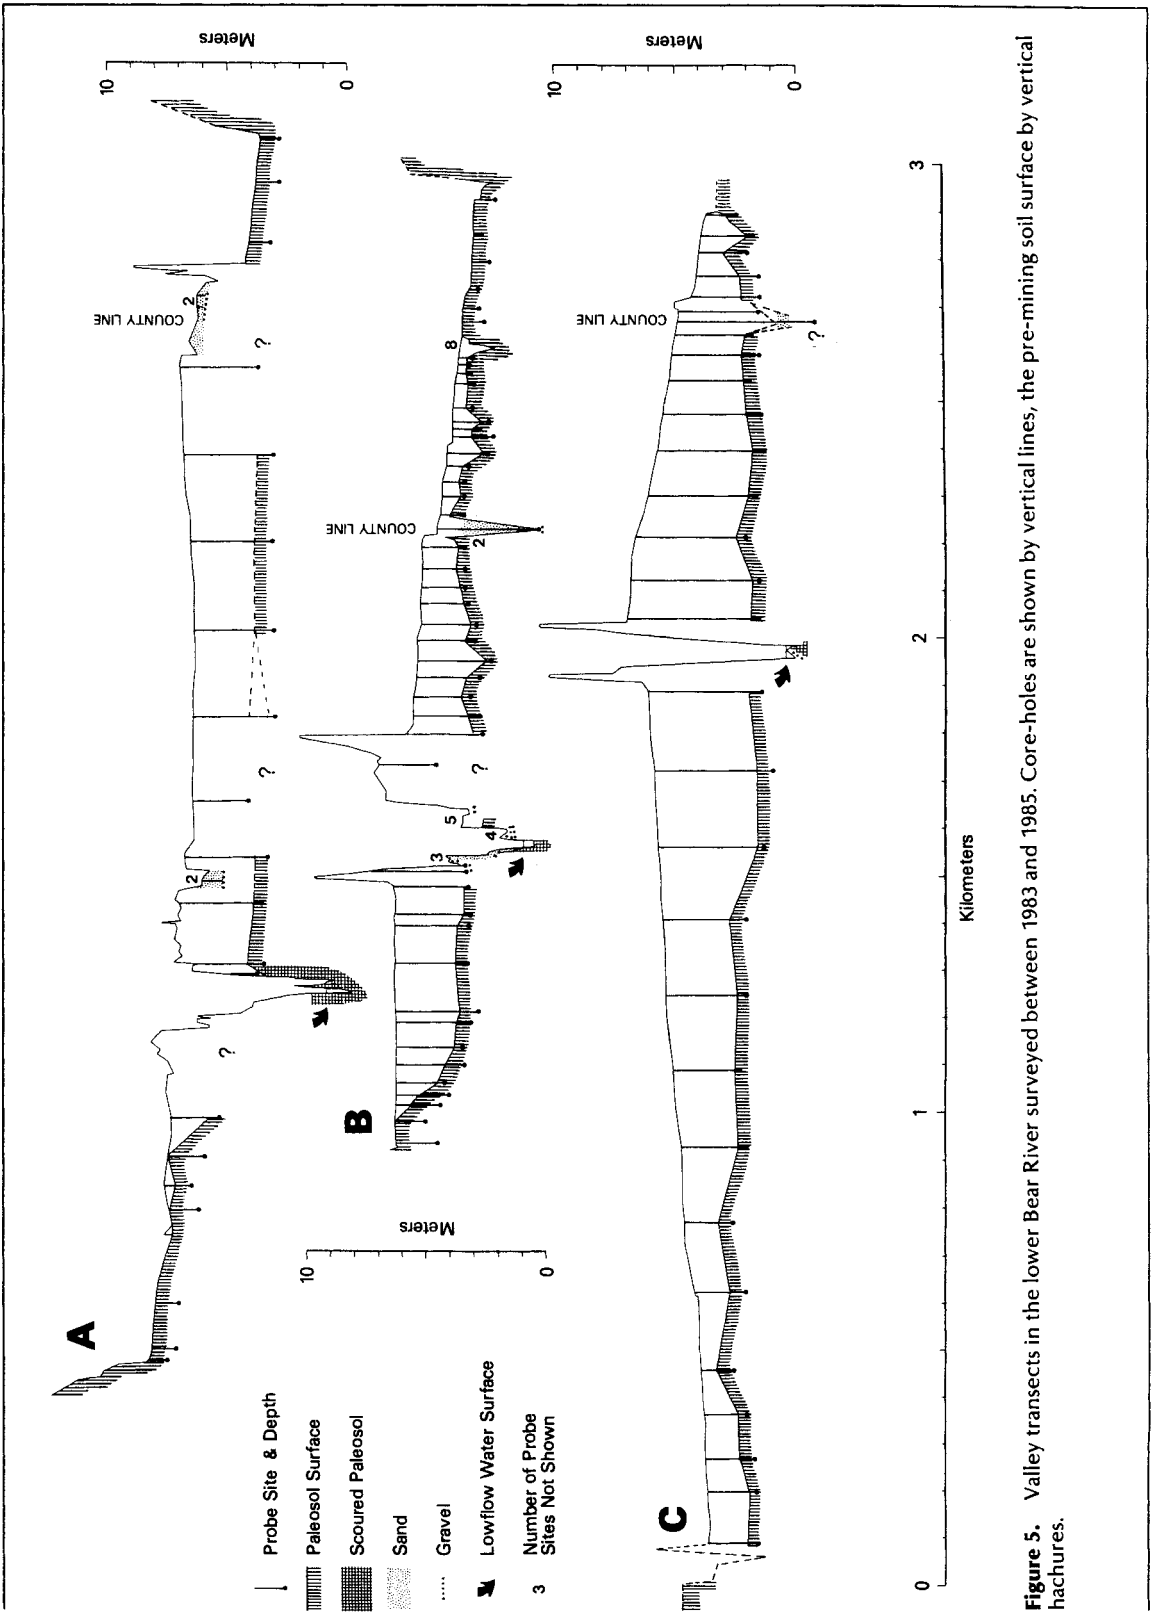 A
10
0
Meters
COUNTY LINE
2
2
?
?
?
B
10
0
Meters
COUNTY LINE
8
2
?
5
4
3
C
10
0
Meters
COUNTY LINE
?
Probe Site & Depth
Paleosol Surface
Scoured Paleosol
Sand
Gravel
Lowflow Water Surface
3 Number of Probe
Sites Not Shown
0
1
2
3
Kilometers
Figure 5. Valley transects in the lower Bear River surveyed between 1983 and 1985. Core-holes are shown by vertical lines, the pre-mining soil surface by vertical
hachures.